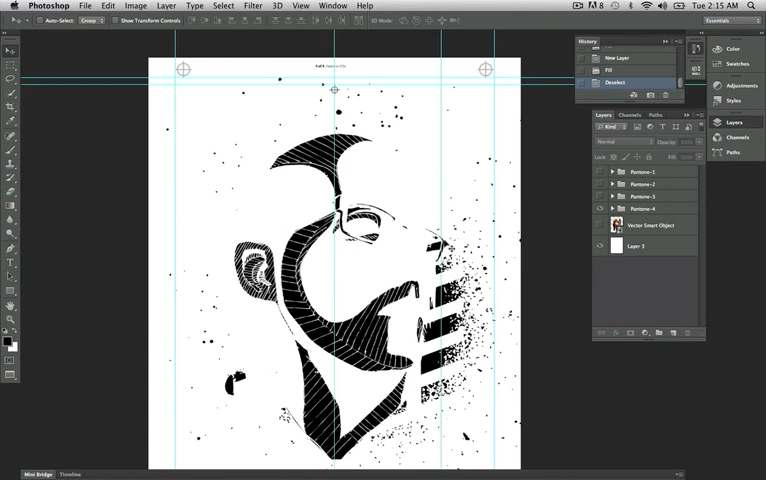 Photoshop File Edit Image Layer Type Select Filter 3D View Window Help
8
Tue 2:15 AM
Auto-Select: Group Show Transform Controls
3D Mode:
Essentials
History
New Layer
Fill
Deselect
Color
Swatches
Adjustments
Styles
Layers
Channels
Paths
Layers Channels Paths
Kind
Normal Opacity:
Lock: Fill:
Pantone-1
Pantone-2
Pantone-3
Pantone-4
Vector Smart Object
Layer 3
Mini Bridge Timeline